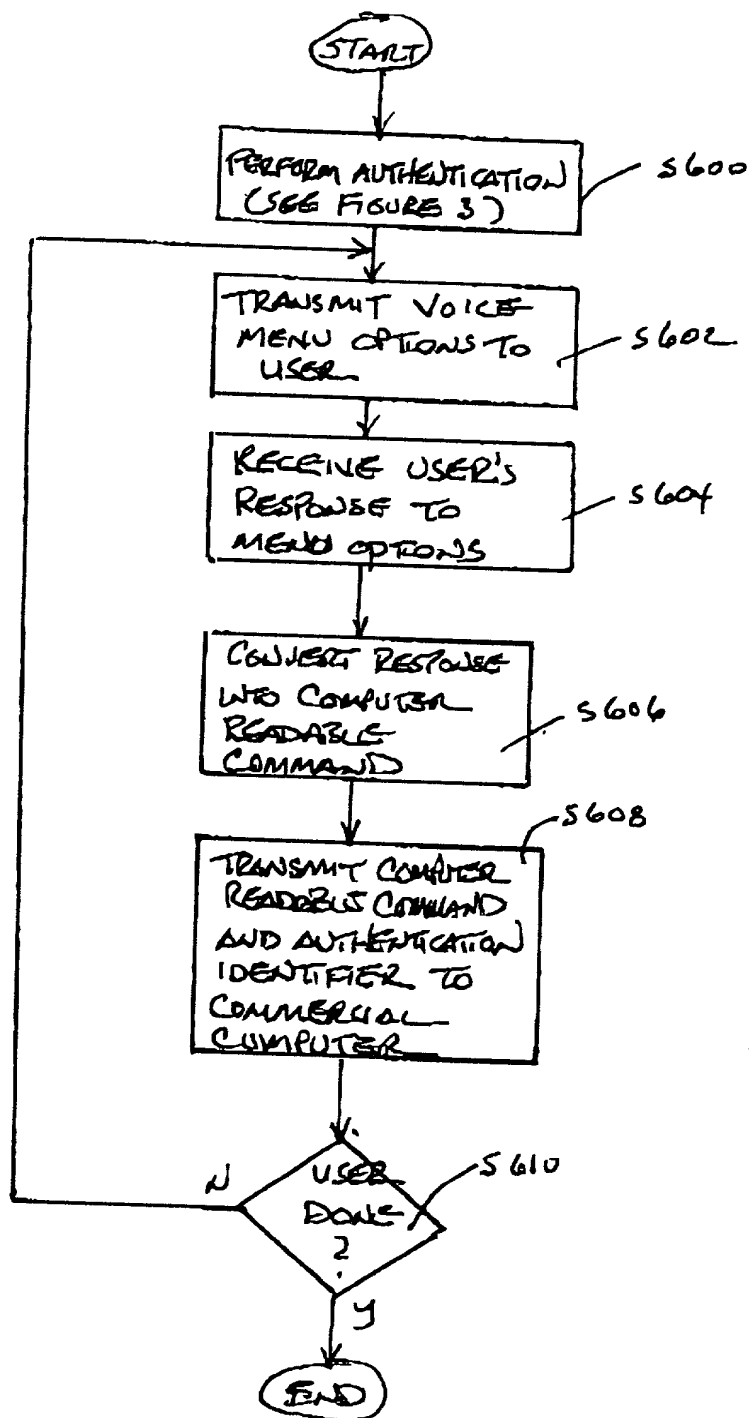 START
PERFORM AUTHENTICATION
(SEE FIGURE 3)
S600
TRANSMIT VOICE
MENU OPTIONS TO
USER
S602
RECEIVE USER'S
RESPONSE TO
MENU OPTIONS
S604
CONVERT RESPONSE
INTO COMPUTER
READABLE
COMMAND
S606
S608
TRANSMIT COMPUTER
READABLE COMMAND
AND AUTHENTICATION
IDENTIFIER TO
COMMERCIAL
COMPUTER
N
USER
DONE
?
S610
Y
END